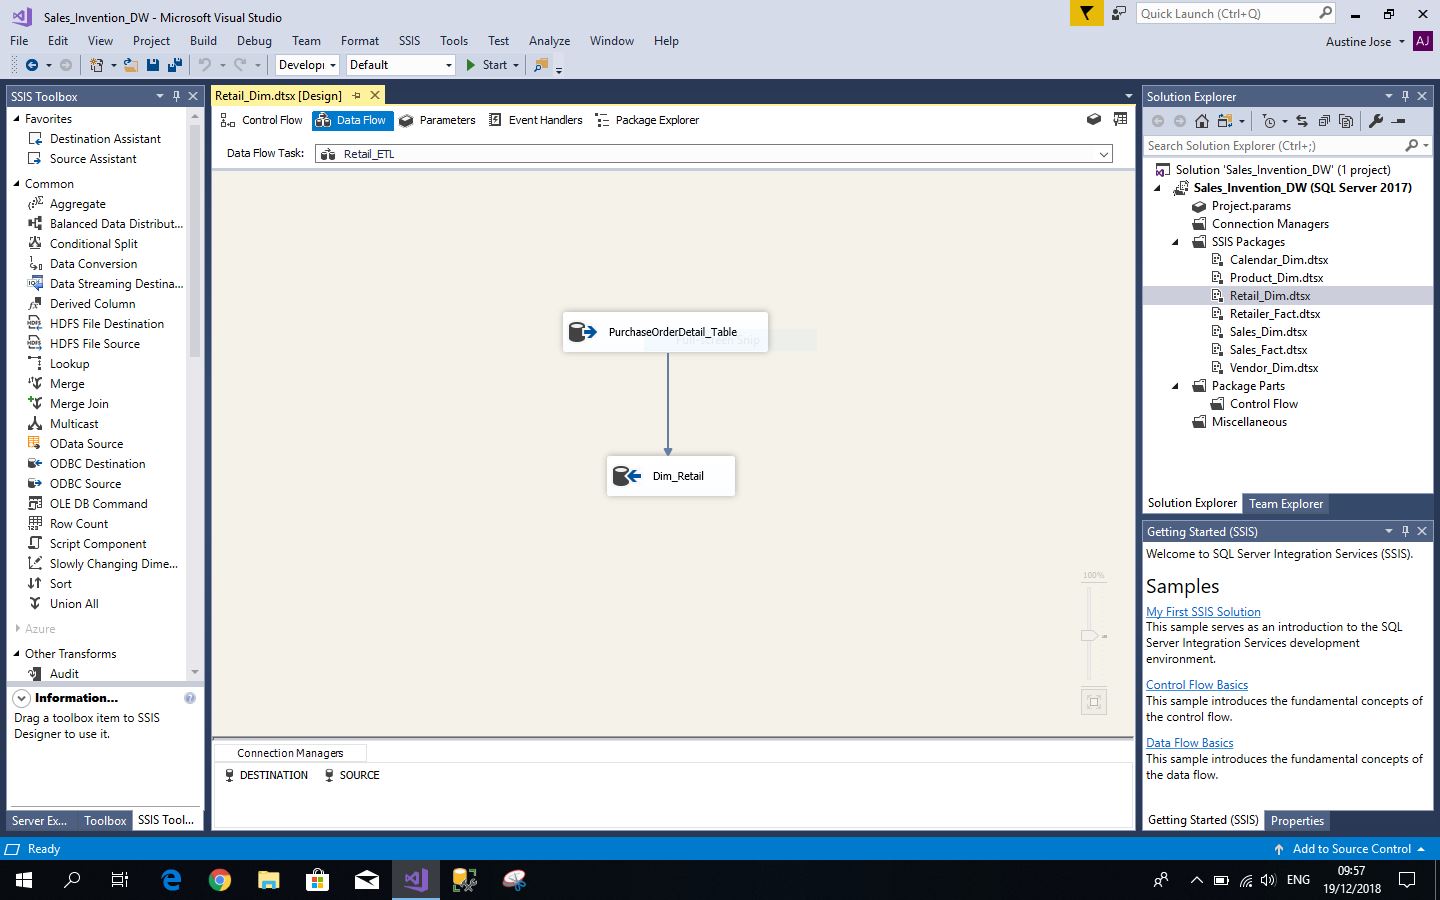 Sales_Invention_DW - Microsoft Visual Studio
Quick Launch (Ctrl+Q)
File Edit View Project Build Debug Team Format SSIS Tools Test Analyze Window Help
Austine Jose AJ
Developi Default Start
SSIS Toolbox
Favorites
Destination Assistant
Source Assistant
Common
Aggregate
Balanced Data Distribut...
Conditional Split
Data Conversion
Data Streaming Destina...
Derived Column
HDFS File Destination
HDFS File Source
Lookup
Merge
Merge Join
Multicast
OData Source
ODBC Destination
ODBC Source
OLE DB Command
Row Count
Script Component
Slowly Changing Dime...
Sort
Union All
Azure
Other Transforms
Audit
Information...
Drag a toolbox item to SSIS
Designer to use it.
Server Ex... Toolbox SSIS Tool...
Retail_Dim.dtsx [Design]
Control Flow Data Flow Parameters Event Handlers Package Explorer
Data Flow Task: Retail_ETL
PurchaseOrderDetail_Table
Full-screen Snip
Dim_Retail
100%
Connection Managers
DESTINATION SOURCE
Solution Explorer
Search Solution Explorer (Ctrl+;)
Solution 'Sales_Invention_DW' (1 project)
Sales_Invention_DW (SQL Server 2017)
Project.params
Connection Managers
SSIS Packages
Calendar_Dim.dtsx
Product_Dim.dtsx
Retail_Dim.dtsx
Retailer_Fact.dtsx
Sales_Dim.dtsx
Sales_Fact.dtsx
Vendor_Dim.dtsx
Package Parts
Control Flow
Miscellaneous
Solution Explorer Team Explorer
Getting Started (SSIS)
Welcome to SQL Server Integration Services (SSIS).
Samples
My First SSIS Solution
This sample serves as an introduction to the SQL
Server Integration Services development
environment.
Control Flow Basics
This sample introduces the fundamental concepts of
the control flow.
Data Flow Basics
This sample introduces the fundamental concepts of
the data flow.
Getting Started (SSIS) Properties
Ready
Add to Source Control
ENG
09:57
19/12/2018